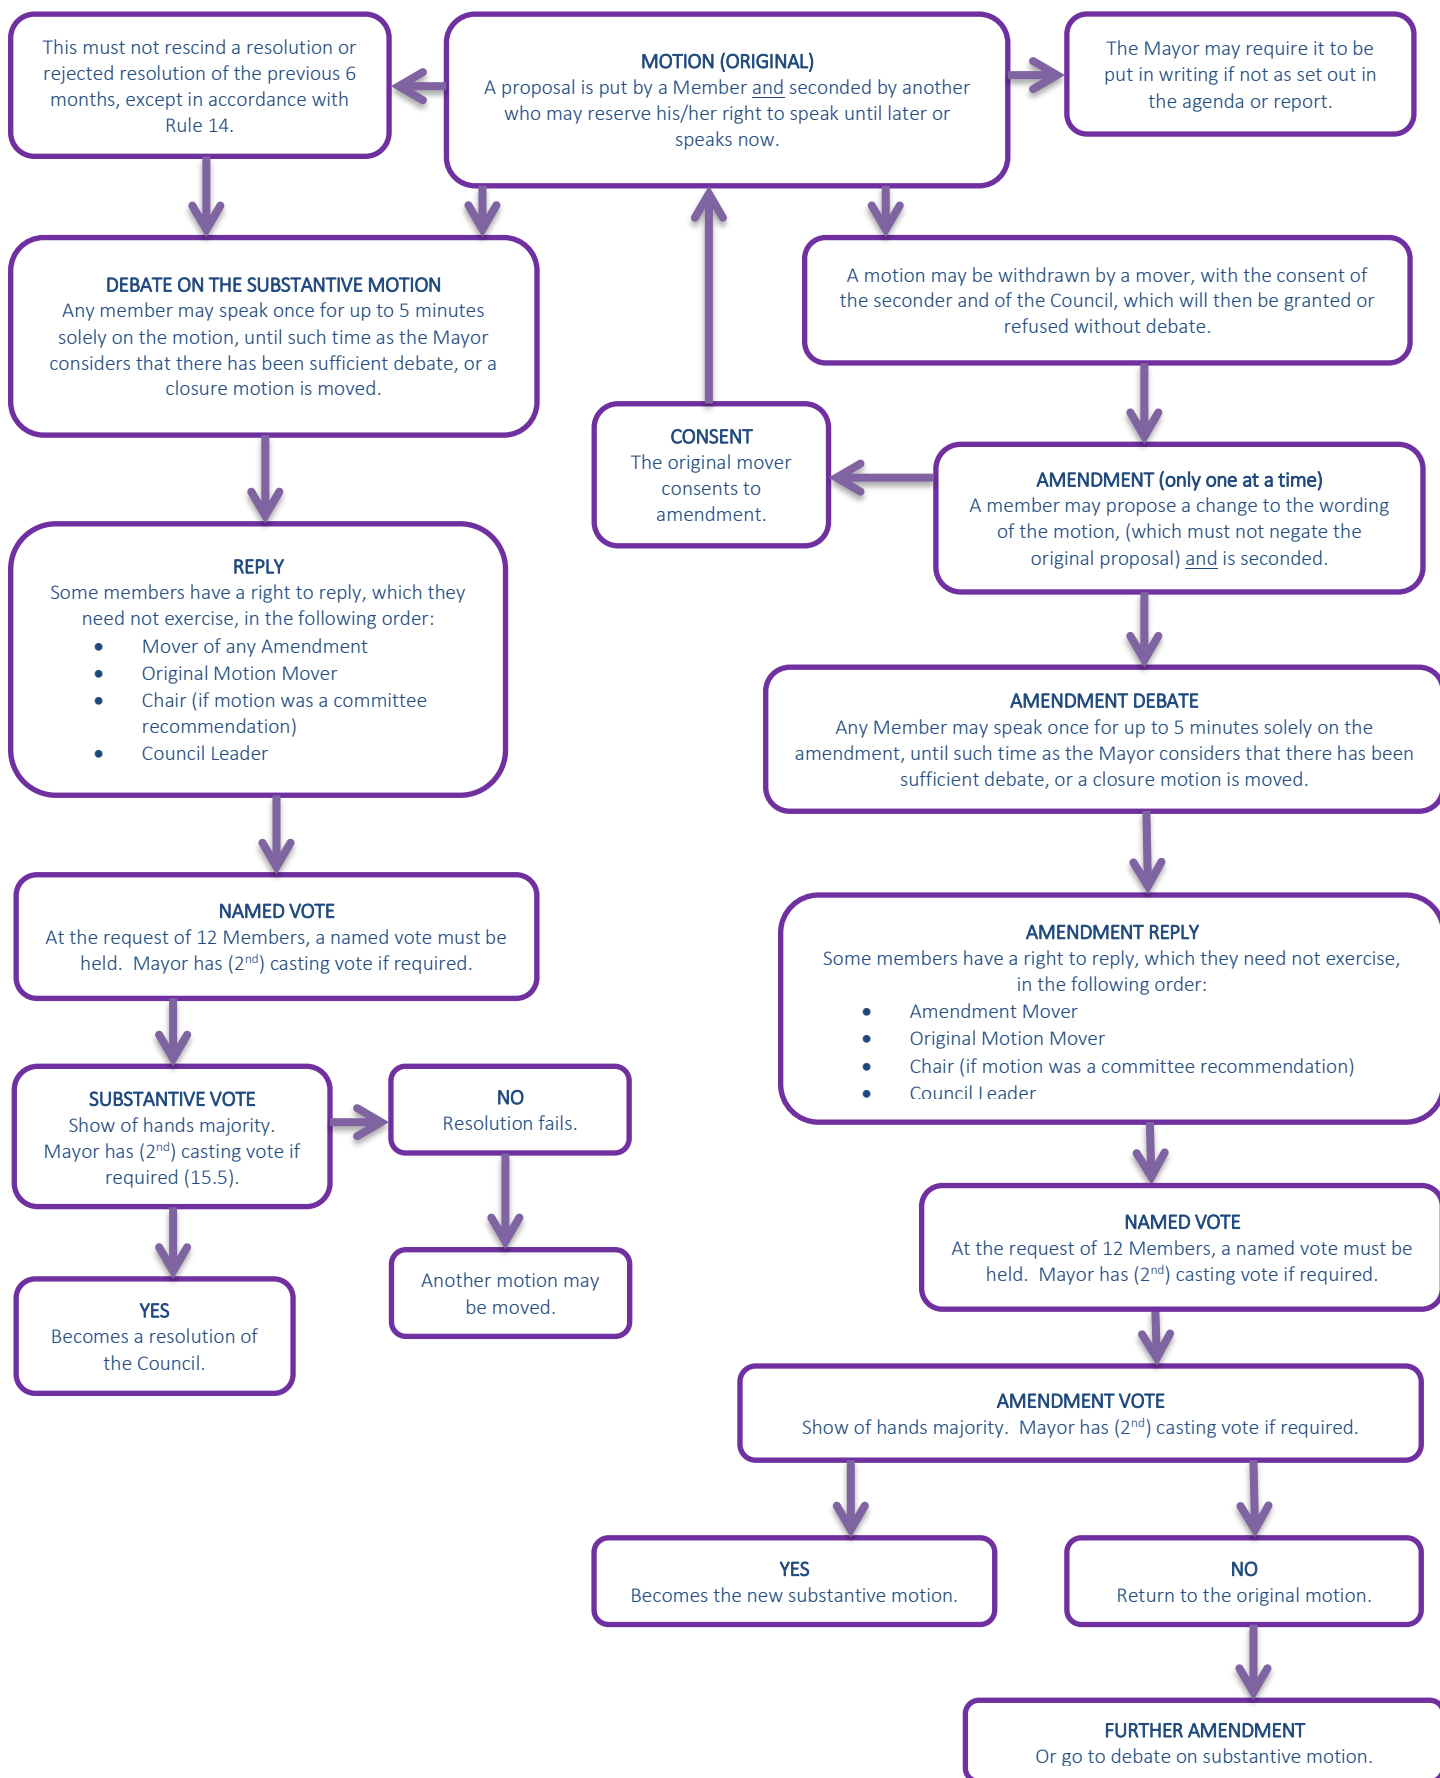 This must not rescind a resolution or
rejected resolution of the previous 6
months, except in accordance with
Rule 14.
MOTION (ORIGINAL)
A proposal is put by a Member and seconded by another
who may reserve his/her right to speak until later or
speaks now.
The Mayor may require it to be
put in writing if not as set out in
the agenda or report.
DEBATE ON THE SUBSTANTIVE MOTION
Any member may speak once for up to 5 minutes
solely on the motion, until such time as the Mayor
considers that there has been sufficient debate, or a
closure motion is moved.
A motion may be withdrawn by a mover, with the consent of
the seconder and of the Council, which will then be granted or
refused without debate.
CONSENT
The original mover
consents to
amendment.
AMENDMENT (only one at a time)
A member may propose a change to the wording
of the motion, (which must not negate the
original proposal) and is seconded.
REPLY
Some members have a right to reply, which they
need not exercise, in the following order:
• Mover of any Amendment
• Original Motion Mover
• Chair (if motion was a committee
recommendation)
• Council Leader
AMENDMENT DEBATE
Any Member may speak once for up to 5 minutes solely on the
amendment, until such time as the Mayor considers that there has been
sufficient debate, or a closure motion is moved.
NAMED VOTE
At the request of 12 Members, a named vote must be
held.  Mayor has (2nd) casting vote if required.
AMENDMENT REPLY
Some members have a right to reply, which they need not exercise,
in the following order:
• Amendment Mover
• Original Motion Mover
• Chair (if motion was a committee recommendation)
• Council Leader
SUBSTANTIVE VOTE
Show of hands majority.
Mayor has (2nd) casting vote if
required (15.5).
NO
Resolution fails.
NAMED VOTE
At the request of 12 Members, a named vote must be
held.  Mayor has (2nd) casting vote if required.
YES
Becomes a resolution of
the Council.
Another motion may
be moved.
AMENDMENT VOTE
Show of hands majority.  Mayor has (2nd) casting vote if required.
YES
Becomes the new substantive motion.
NO
Return to the original motion.
FURTHER AMENDMENT
Or go to debate on substantive motion.